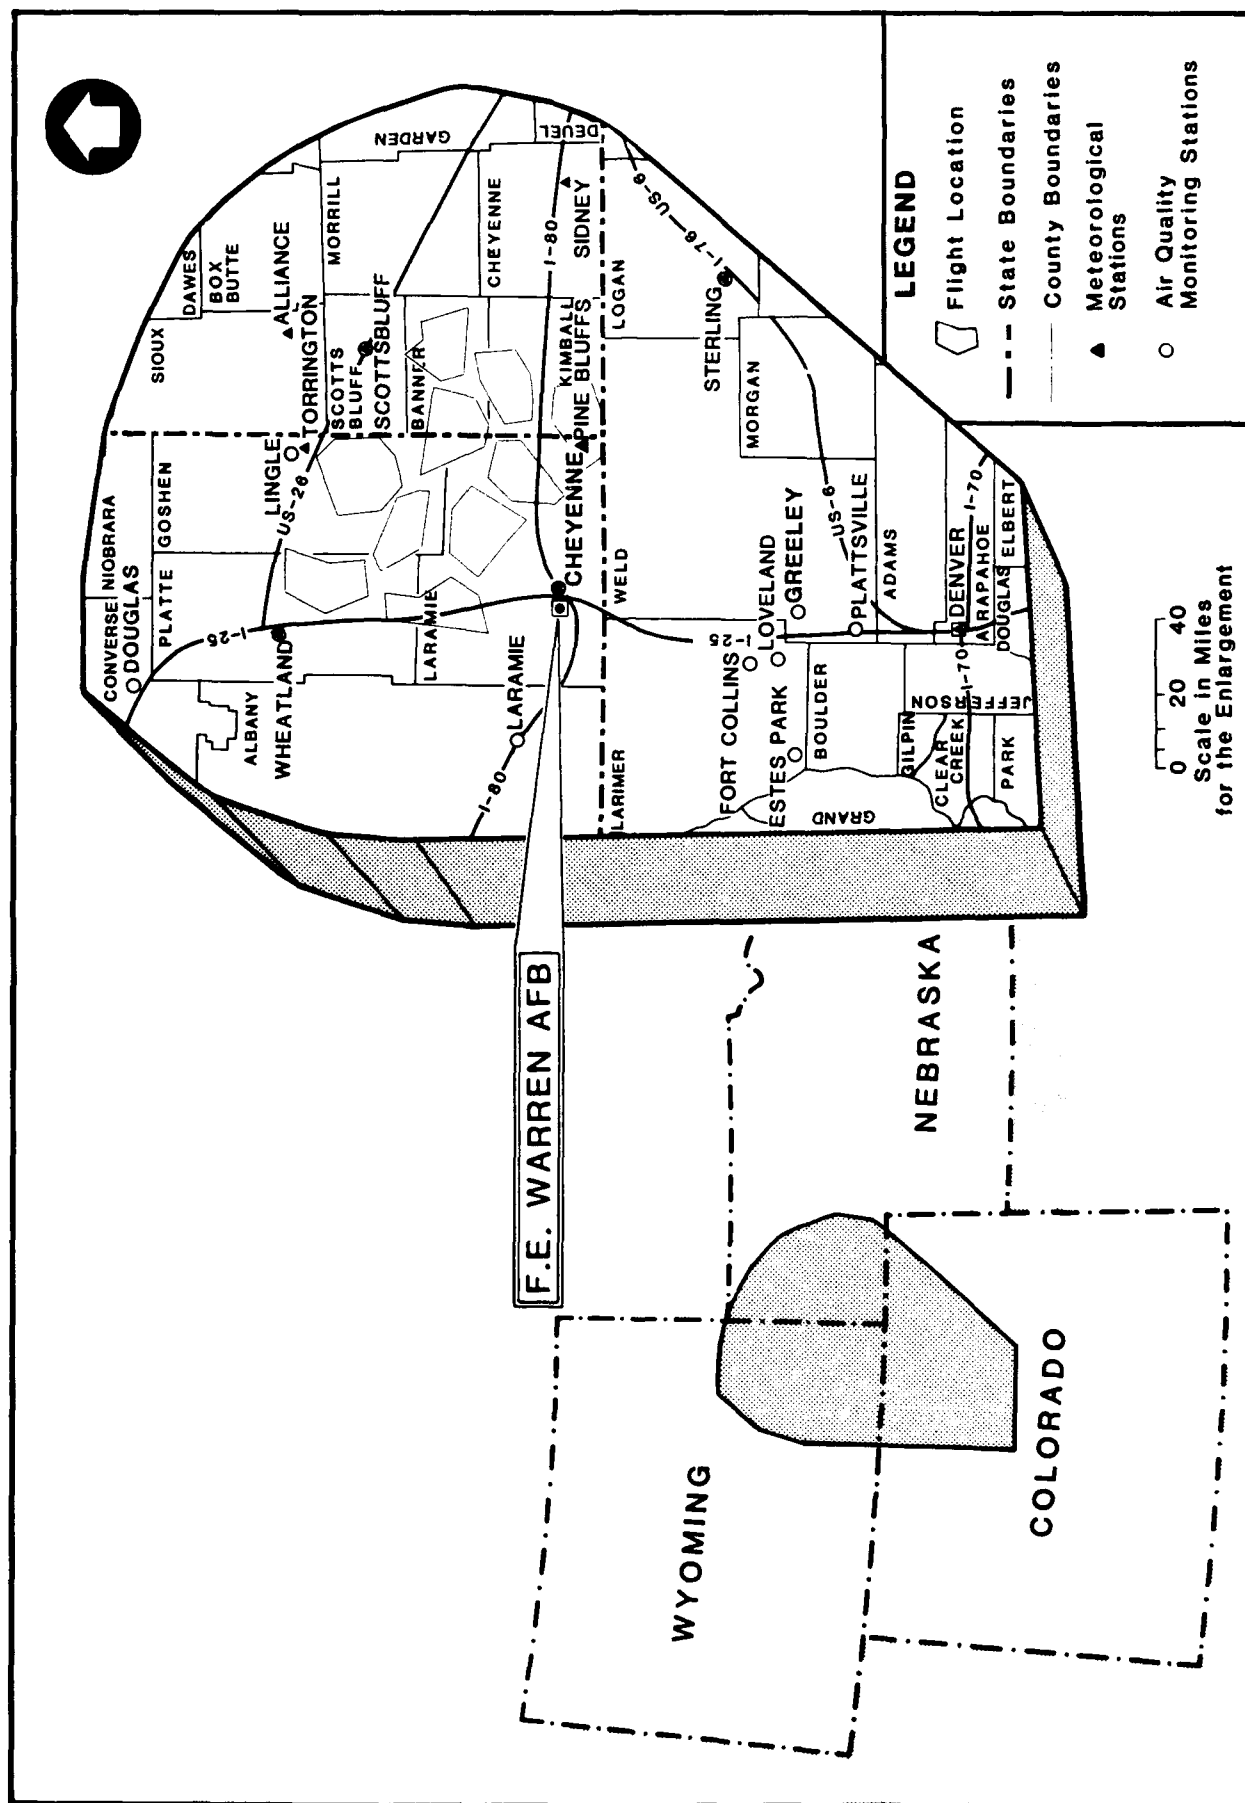 CONVERSE
NIOBRARA
DOUGLAS
PLATTE
GOSHEN
SIOUX
DAWES
BOX
BUTTE
I-25
ALBANY
WHEATLAND
LINGLE
US-26
TORRINGTON
ALLIANCE
SCOTTS
BLUFF
SCOTTSBLUFF
MORRILL
GARDEN
BANNER
LARAMIE
CHEYENNE
I-80
LARAMIE
CHEYENNE
PINE BLUFFS
KIMBALL
I-80
SIDNEY
DEUEL
LARIMER
WELD
LOGAN
US-6
I-76
STERLING
FORT COLLINS
I-25
LOVELAND
ESTES PARK
GREELEY
MORGAN
BOULDER
PLATTSVILLE
US-6
GRAND
GILPIN
ADAMS
CLEAR
CREEK
JEFFERSON
I-70
DENVER
ARAPAHOE
I-70
PARK
DOUGLAS
ELBERT
F.E. WARREN AFB
WYOMING
NEBRASKA
COLORADO
0 20 40
Scale in Miles
for the Enlargement
LEGEND
Flight Location
State Boundaries
County Boundaries
Meteorological
Stations
Air Quality
Monitoring Stations